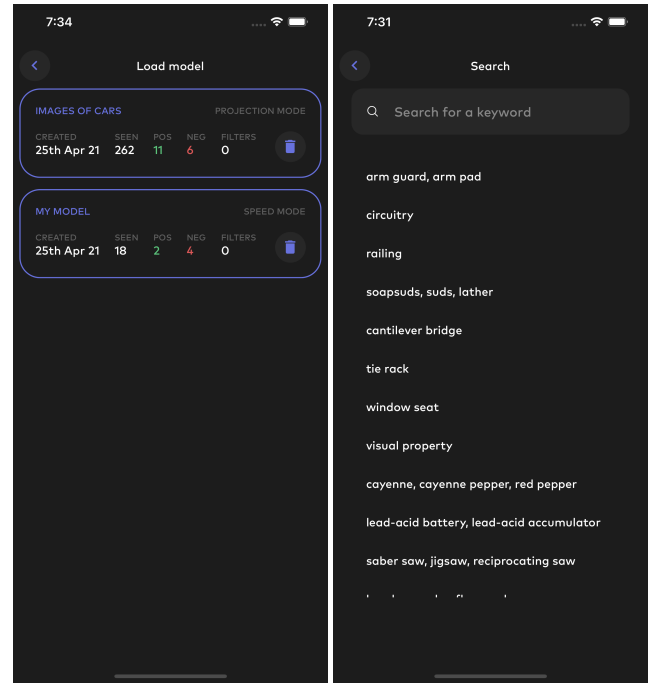 7:34
Load model
IMAGES OF CARS PROJECTION MODE
CREATED SEEN POS NEG FILTERS
25th Apr 21 262 11 6 0
MY MODEL SPEED MODE
CREATED SEEN POS NEG FILTERS
25th Apr 21 18 2 4 0
7:31
Search
Search for a keyword
arm guard, arm pad
circuitry
railing
soapsuds, suds, lather
cantilever bridge
tie rack
window seat
visual property
cayenne, cayenne pepper, red pepper
lead-acid battery, lead-acid accumulator
saber saw, jigsaw, reciprocating saw